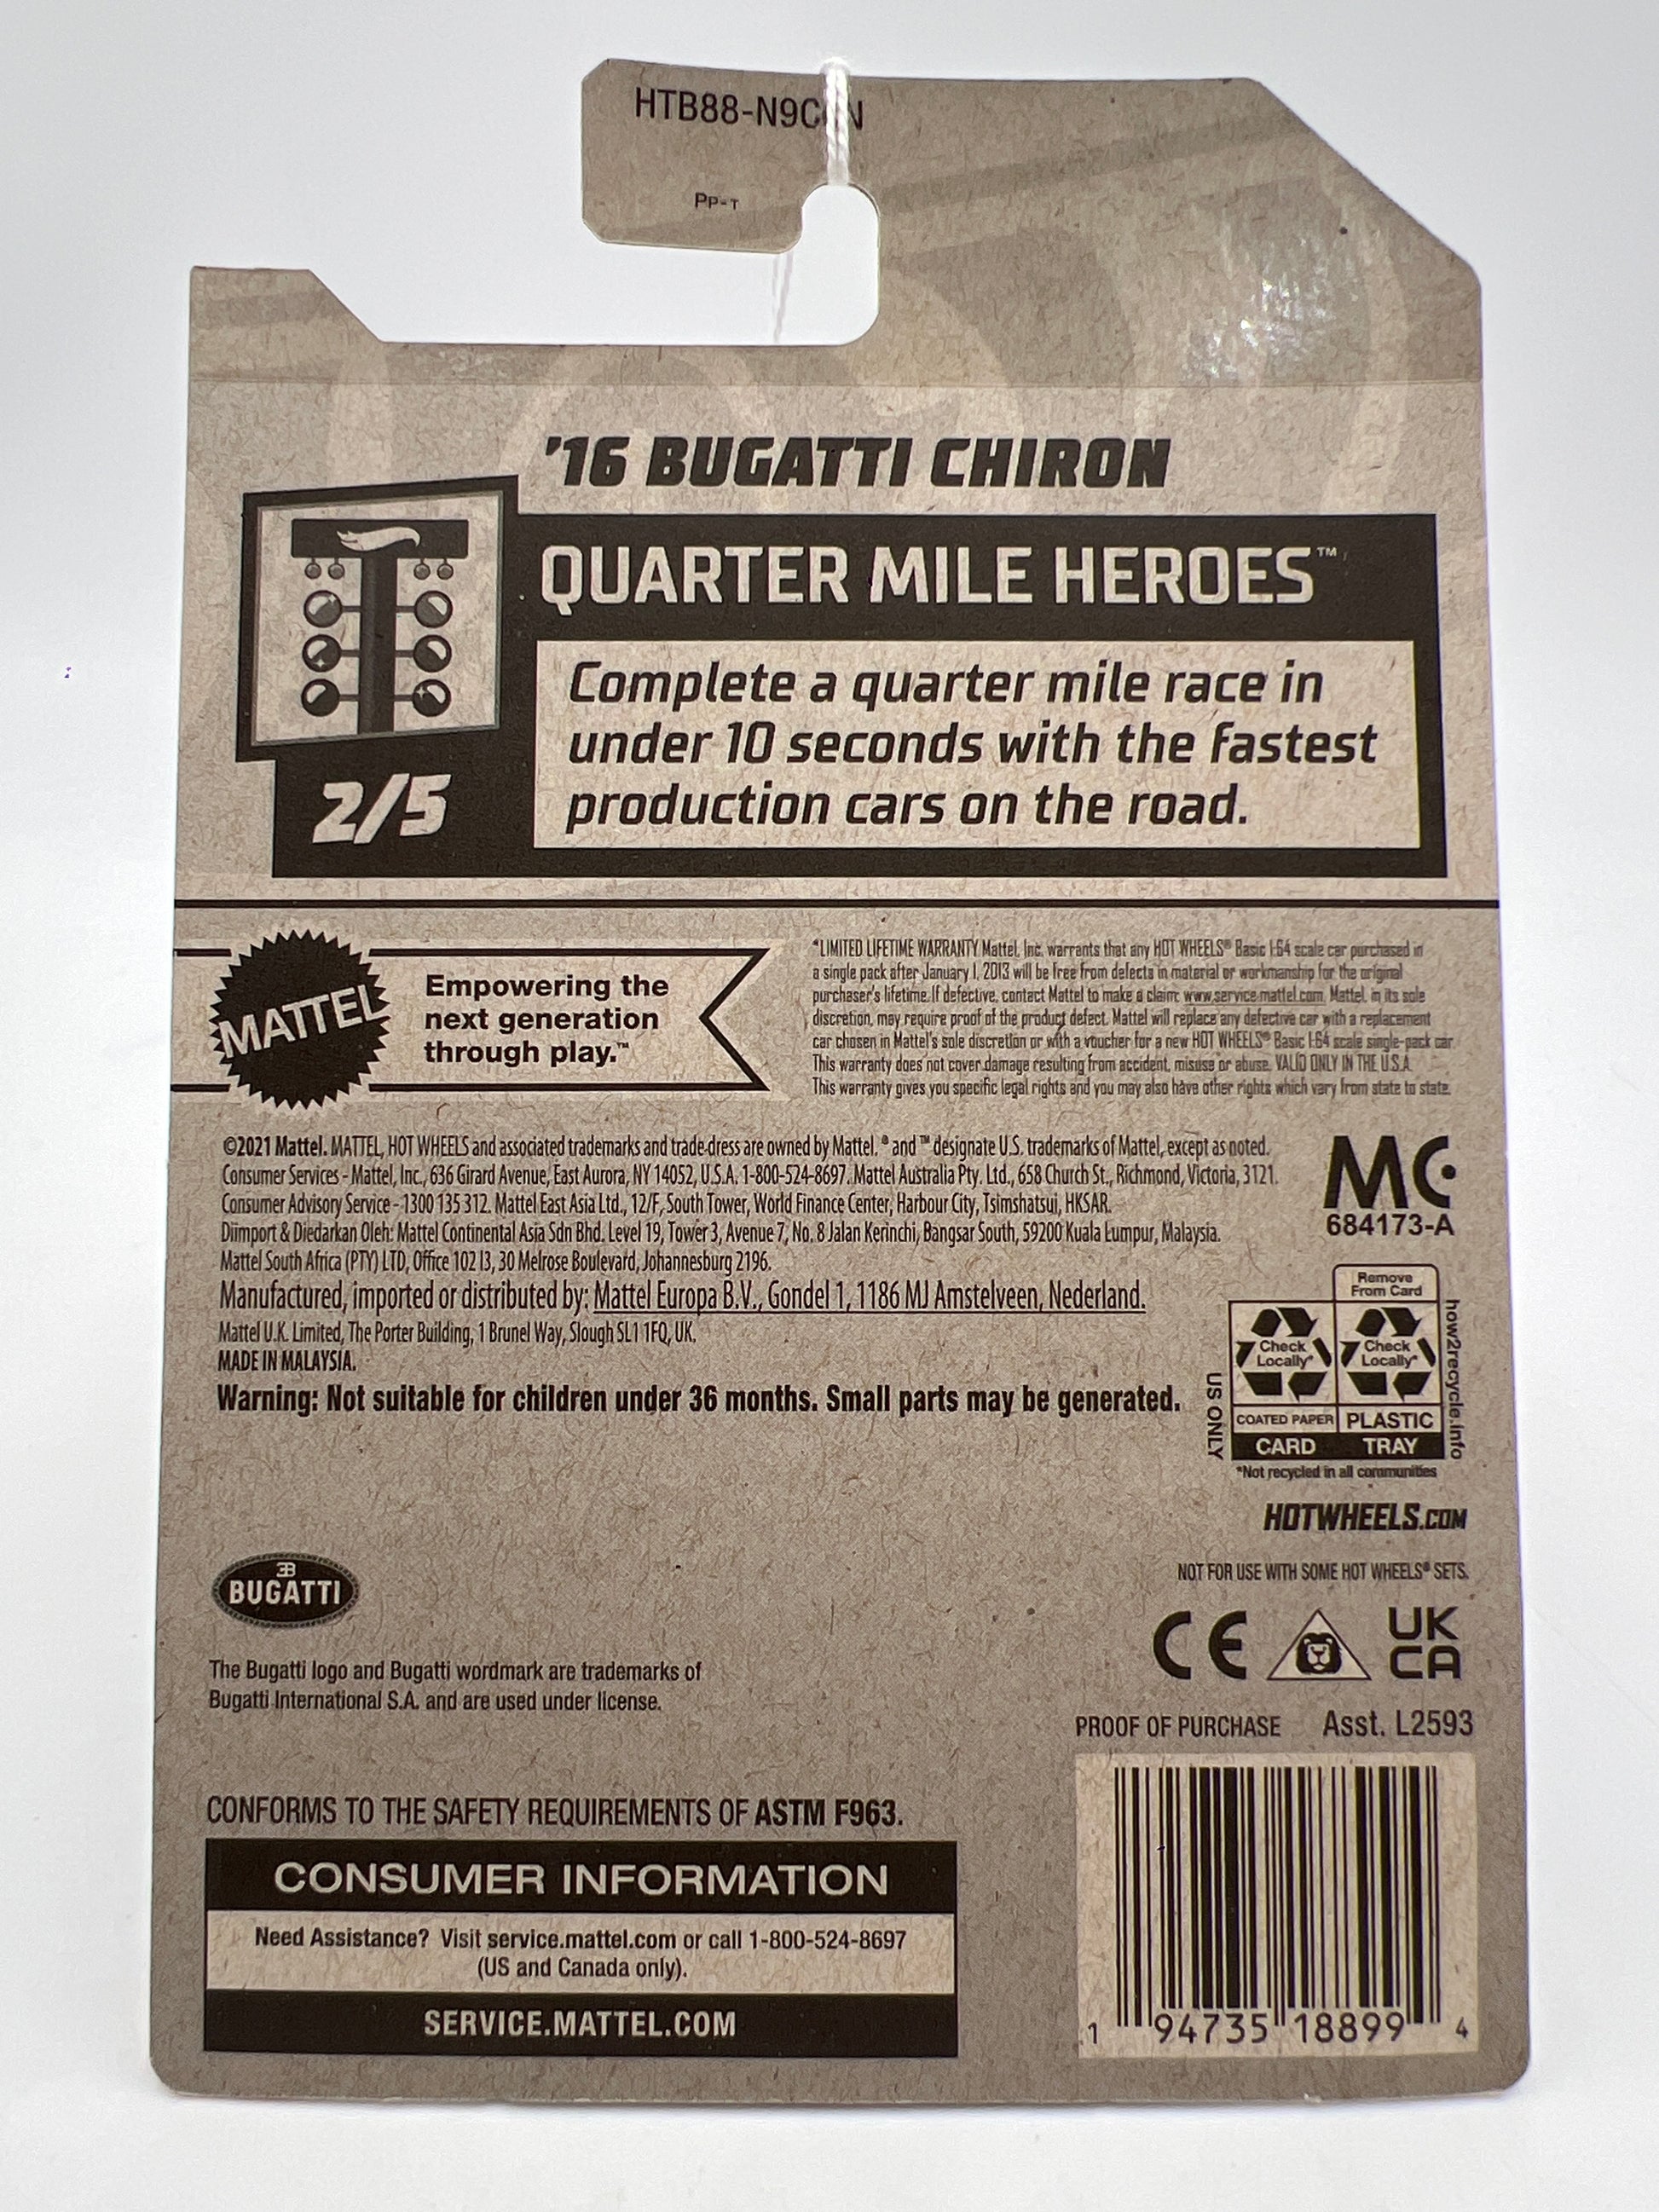 HTB88-N9C
PP-T
'16 BUGATTI CHIRON
QUARTER MILE HEROES™
Complete a quarter mile race in
under 10 seconds with the fastest
production cars on the road.
2/5
MATTEL
Empowering the
next generation
through play.™
*LIMITED LIFETIME WARRANTY Mattel, Inc. warrants that any HOT WHEELS® Basic 1:64 scale car purchased in
a single pack after January 1, 2013 will be free from defects in material or workmanship for the original
purchaser's lifetime. If defective, contact Mattel to make a claim: www.service.mattel.com. Mattel, in its sole
discretion, may require proof of the product defect. Mattel will replace any defective car with a replacement
car chosen in Mattel's sole discretion or with a voucher for a new HOT WHEELS® Basic 1:64 scale single-pack car.
This warranty does not cover damage resulting from accident, misuse or abuse. VALID ONLY IN THE U.S.A.
This warranty gives you specific legal rights and you may also have other rights which vary from state to state.
©2021 Mattel. MATTEL, HOT WHEELS and associated trademarks and trade dress are owned by Mattel. ® and ™ designate U.S. trademarks of Mattel, except as noted.
Consumer Services - Mattel, Inc., 636 Girard Avenue, East Aurora, NY 14052, U.S.A. 1-800-524-8697. Mattel Australia Pty. Ltd., 658 Church St., Richmond, Victoria, 3121.
Consumer Advisory Service - 1300 135 312. Mattel East Asia Ltd., 12/F, South Tower, World Finance Center, Harbour City, Tsimshatsui, HKSAR.
Diimport & Diedarkan Oleh: Mattel Continental Asia Sdn Bhd. Level 19, Tower 3, Avenue 7, No. 8 Jalan Kerinchi, Bangsar South, 59200 Kuala Lumpur, Malaysia.
Mattel South Africa (PTY) LTD, Office 102 I3, 30 Melrose Boulevard, Johannesburg 2196.
Manufactured, imported or distributed by: Mattel Europa B.V., Gondel 1, 1186 MJ Amstelveen, Nederland.
Mattel U.K. Limited, The Porter Building, 1 Brunel Way, Slough SL1 1FQ, UK.
MADE IN MALAYSIA.
Warning: Not suitable for children under 36 months. Small parts may be generated.
MC
684173-A
Remove
From Card
Check
Locally*
Check
Locally*
COATED PAPER
PLASTIC
CARD
TRAY
US ONLY
how2recycle.info
*Not recycled in all communities
HOTWHEELS.COM
NOT FOR USE WITH SOME HOT WHEELS® SETS.
CE
UK
CA
EB
BUGATTI
The Bugatti logo and Bugatti wordmark are trademarks of
Bugatti International S.A. and are used under license.
PROOF OF PURCHASE Asst. L2593
CONFORMS TO THE SAFETY REQUIREMENTS OF ASTM F963.
CONSUMER INFORMATION
Need Assistance? Visit service.mattel.com or call 1-800-524-8697
(US and Canada only).
SERVICE.MATTEL.COM
1 94735 18899 4